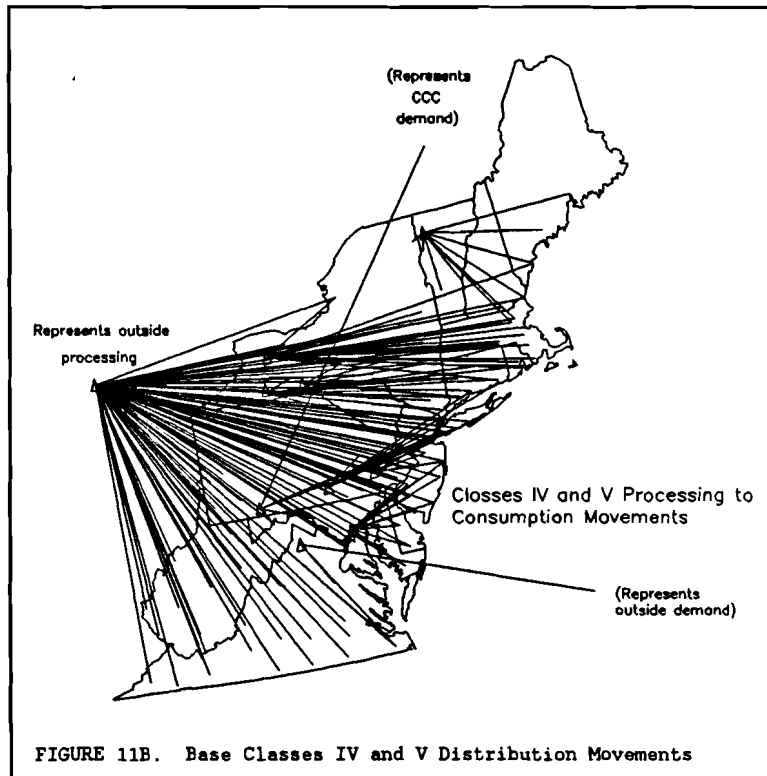 (Represents
CCC
demand)
Represents outside
processing
Classes IV and V Processing to
Consumption Movements
(Represents
outside demand)
FIGURE 11B. Base Classes IV and V Distribution Movements